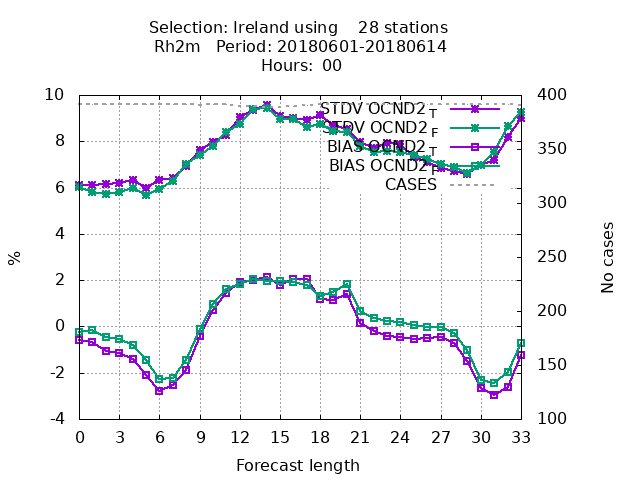 Selection: Ireland using 28 stations
Rh2m Period: 20180601-20180614
Hours: 00
10
8
6
4
2
0
-2
-4
%
STDV OCND2 T
STDV OCND2 F
BIAS OCND2 T
BIAS OCND2 F
CASES
400
350
300
250
200
150
100
No cases
0 3 6 9 12 15 18 21 24 27 30 33
Forecast length